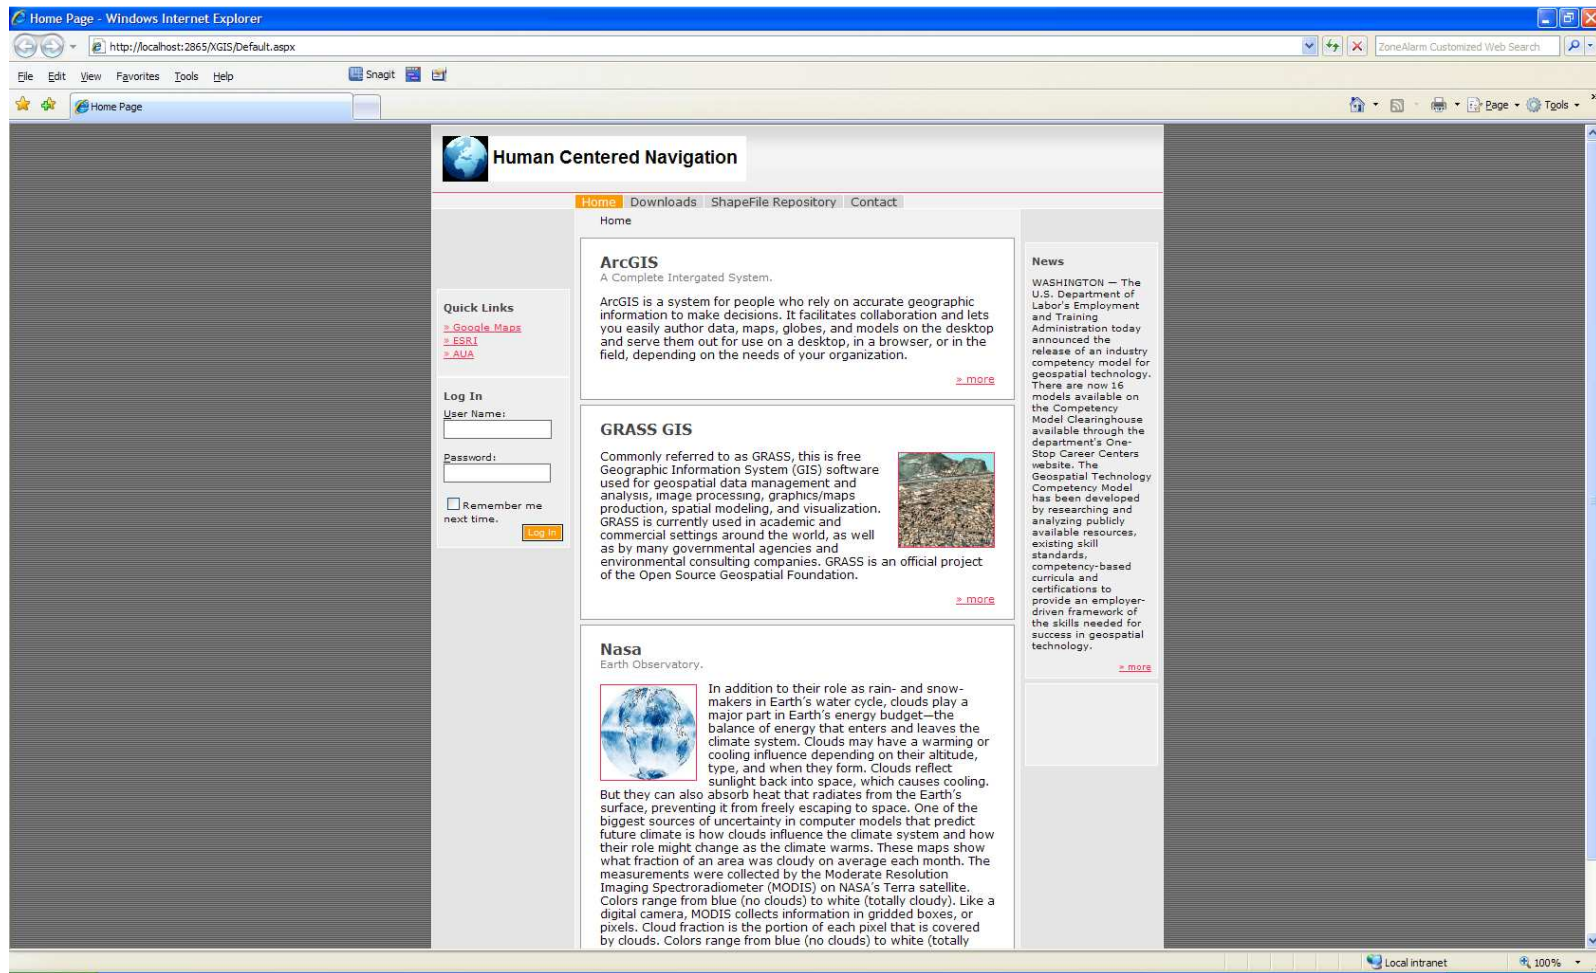 Home Page - Windows Internet Explorer
http://localhost:2865/XGIS/Default.aspx
ZoneAlarm Customized Web Search
File Edit View Favorites Tools Help
Snagit
Home Page
Page
Tools
Human Centered Navigation
Home Downloads ShapeFile Repository Contact
Home
Quick Links
» Google Maps
» ESRI
» AUA
Log In
User Name:
Password:
Remember me
next time.
Log In
ArcGIS
A Complete Intergated System.
ArcGIS is a system for people who rely on accurate geographic
information to make decisions. It facilitates collaboration and lets
you easily author data, maps, globes, and models on the desktop
and serve them out for use on a desktop, in a browser, or in the
field, depending on the needs of your organization.
» more
GRASS GIS
Commonly referred to as GRASS, this is free
Geographic Information System (GIS) software
used for geospatial data management and
analysis, image processing, graphics/maps
production, spatial modeling, and visualization.
GRASS is currently used in academic and
commercial settings around the world, as well
as by many governmental agencies and
environmental consulting companies. GRASS is an official project
of the Open Source Geospatial Foundation.
» more
Nasa
Earth Observatory.
In addition to their role as rain- and snow-
makers in Earth's water cycle, clouds play a
major part in Earth's energy budget—the
balance of energy that enters and leaves the
climate system. Clouds may have a warming or
cooling influence depending on their altitude,
type, and when they form. Clouds reflect
sunlight back into space, which causes cooling.
But they can also absorb heat that radiates from the Earth's
surface, preventing it from freely escaping to space. One of the
biggest sources of uncertainty in computer models that predict
future climate is how clouds influence the climate system and how
their role might change as the climate warms. These maps show
what fraction of an area was cloudy on average each month. The
measurements were collected by the Moderate Resolution
Imaging Spectroradiometer (MODIS) on NASA's Terra satellite.
Colors range from blue (no clouds) to white (totally cloudy). Like a
digital camera, MODIS collects information in gridded boxes, or
pixels. Cloud fraction is the portion of each pixel that is covered
by clouds. Colors range from blue (no clouds) to white (totally
News
WASHINGTON — The
U.S. Department of
Labor's Employment
and Training
Administration today
announced the
release of an industry
competency model for
geospatial technology.
There are now 16
models available on
the Competency
Model Clearinghouse
available through the
department's One-
Stop Career Centers
website. The
Geospatial Technology
Competency Model
has been developed
by researching and
analyzing publicly
available resources,
existing skill
standards,
competency-based
curricula and
certifications to
provide an employer-
driven framework of
the skills needed for
success in geospatial
technology.
» more
Local intranet
100%